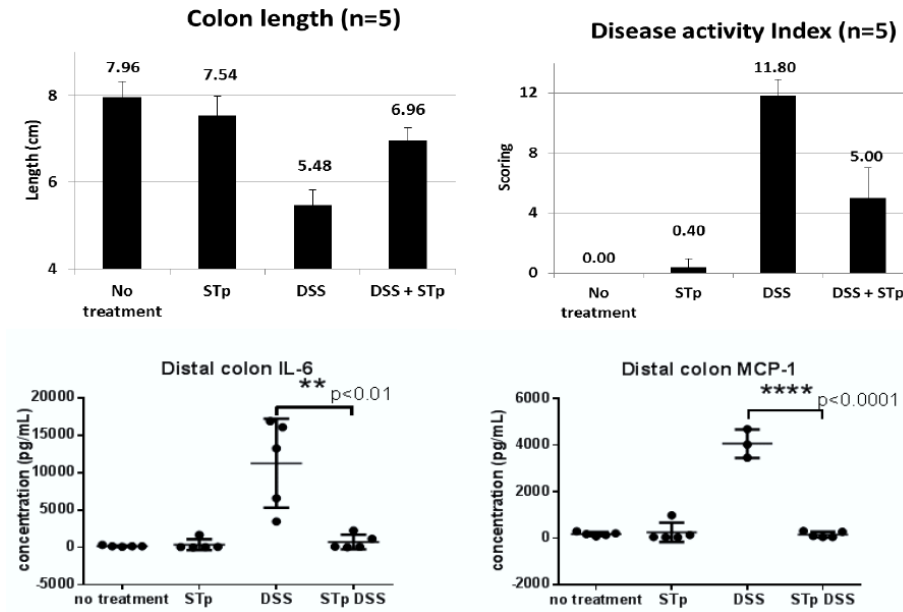 Colon length (n=5)
7.96
7.54
5.48
6.96
8
6
4
Length (cm)
No
treatment
STp
DSS
DSS + STp
Disease activity Index (n=5)
11.80
5.00
0.40
0.00
12
8
4
0
Scoring
No
treatment
STp
DSS
DSS + STp
Distal colon IL-6
** p<0.01
20000
15000
10000
5000
0
-5000
concentration (pg/mL)
no treatment STp DSS STp DSS
Distal colon MCP-1
**** p<0.0001
6000
4000
2000
0
-2000
concentration (pg/mL)
no treatment STp DSS STp DSS